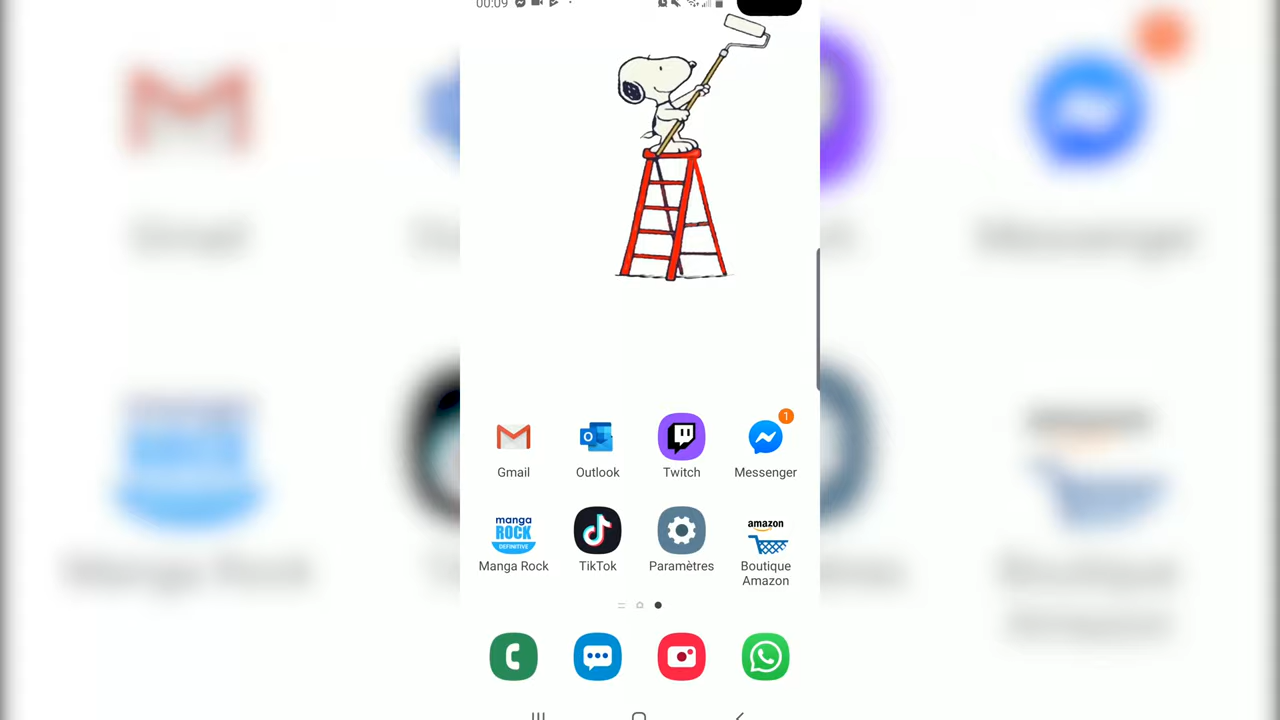 00:09
Gmail
Outlook
Twitch
1
Messenger
manga
ROCK
DEFINITIVE
amazon
Manga Rock
TikTok
Paramètres
Boutique
Amazon